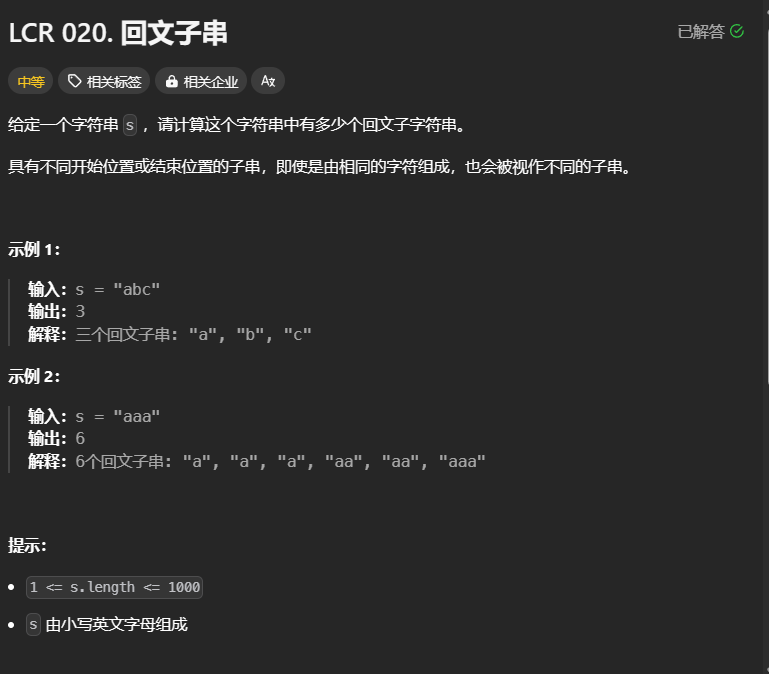 LCR 020. 回文子串
已解答
中等 相关标签 相关企业 Ax
给定一个字符串 s ，请计算这个字符串中有多少个回文子字符串。
具有不同开始位置或结束位置的子串，即使是由相同的字符组成，也会被视作不同的子串。
示例 1：
输入：s = "abc"
输出：3
解释：三个回文子串: "a", "b", "c"
示例 2：
输入：s = "aaa"
输出：6
解释：6个回文子串: "a", "a", "a", "aa", "aa", "aaa"
提示：
• 1 <= s.length <= 1000
• s 由小写英文字母组成